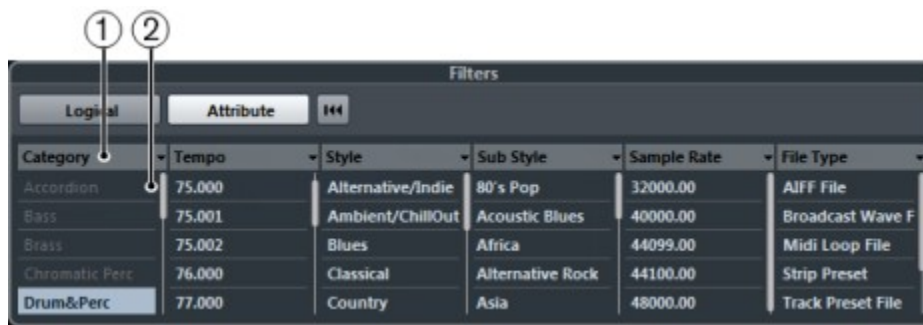 1 2
Filters
Logical Attribute
Category Tempo Style Sub Style Sample Rate File Type
Accordion 75.000 Alternative/Indie 80's Pop 32000.00 AIFF File
Bass 75.001 Ambient/ChillOut Acoustic Blues 40000.00 Broadcast Wave F
Brass 75.002 Blues Africa 44099.00 Midi Loop File
Chromatic Perc 76.000 Classical Alternative Rock 44100.00 Strip Preset
Drum&Perc 77.000 Country Asia 48000.00 Track Preset File